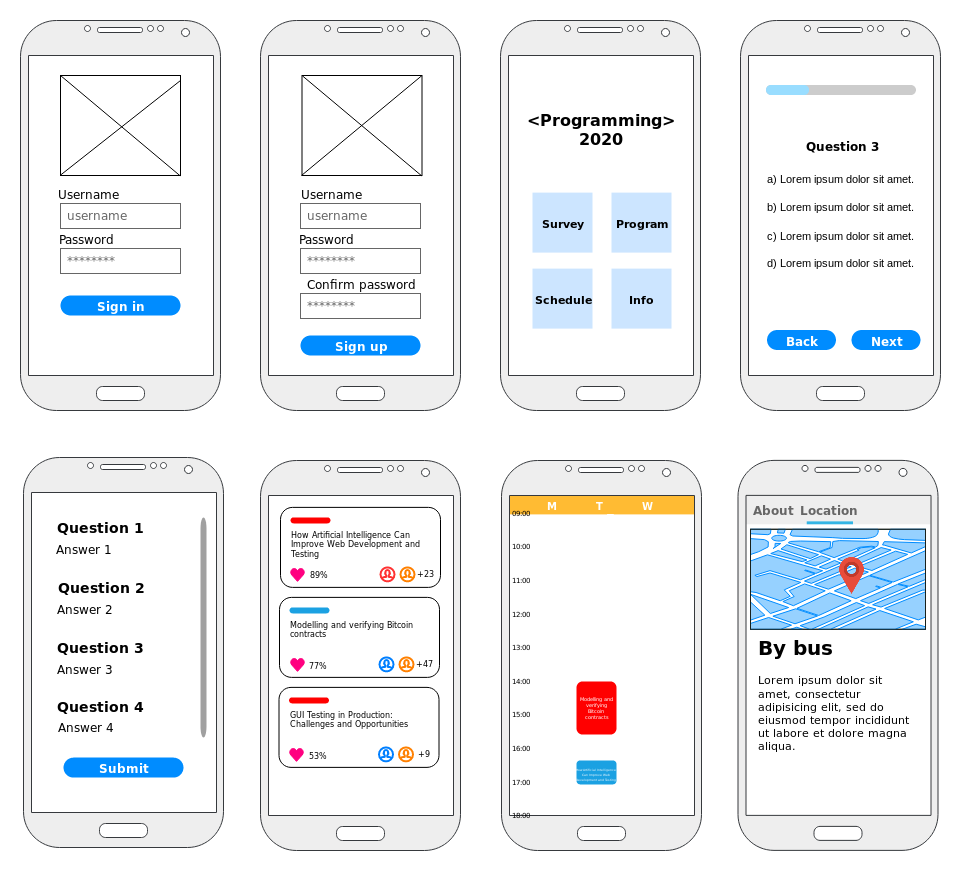 Username
username
Password
********
Sign in
Username
username
Password
********
Confirm password
********
Sign up
<Programming>
2020
Survey Program
Schedule Info
Question 3
a) Lorem ipsum dolor sit amet.
b) Lorem ipsum dolor sit amet.
c) Lorem ipsum dolor sit amet.
d) Lorem ipsum dolor sit amet.
Back Next
Question 1
Answer 1
Question 2
Answer 2
Question 3
Answer 3
Question 4
Answer 4
Submit
How Artificial Intelligence Can
Improve Web Development and
Testing
89% +23
Modelling and verifying Bitcoin
contracts
77% +47
GUI Testing in Production:
Challenges and Opportunities
53% +9
M T W
09:00
10:00
11:00
12:00
13:00
14:00
Modelling and
verifying
Bitcoin
contracts
15:00
16:00
Can Improve Web
17:00
18:00
About Location
By bus
Lorem ipsum dolor sit
amet, consectetur
adipisicing elit, sed do
eiusmod tempor incididunt
ut labore et dolore magna
aliqua.